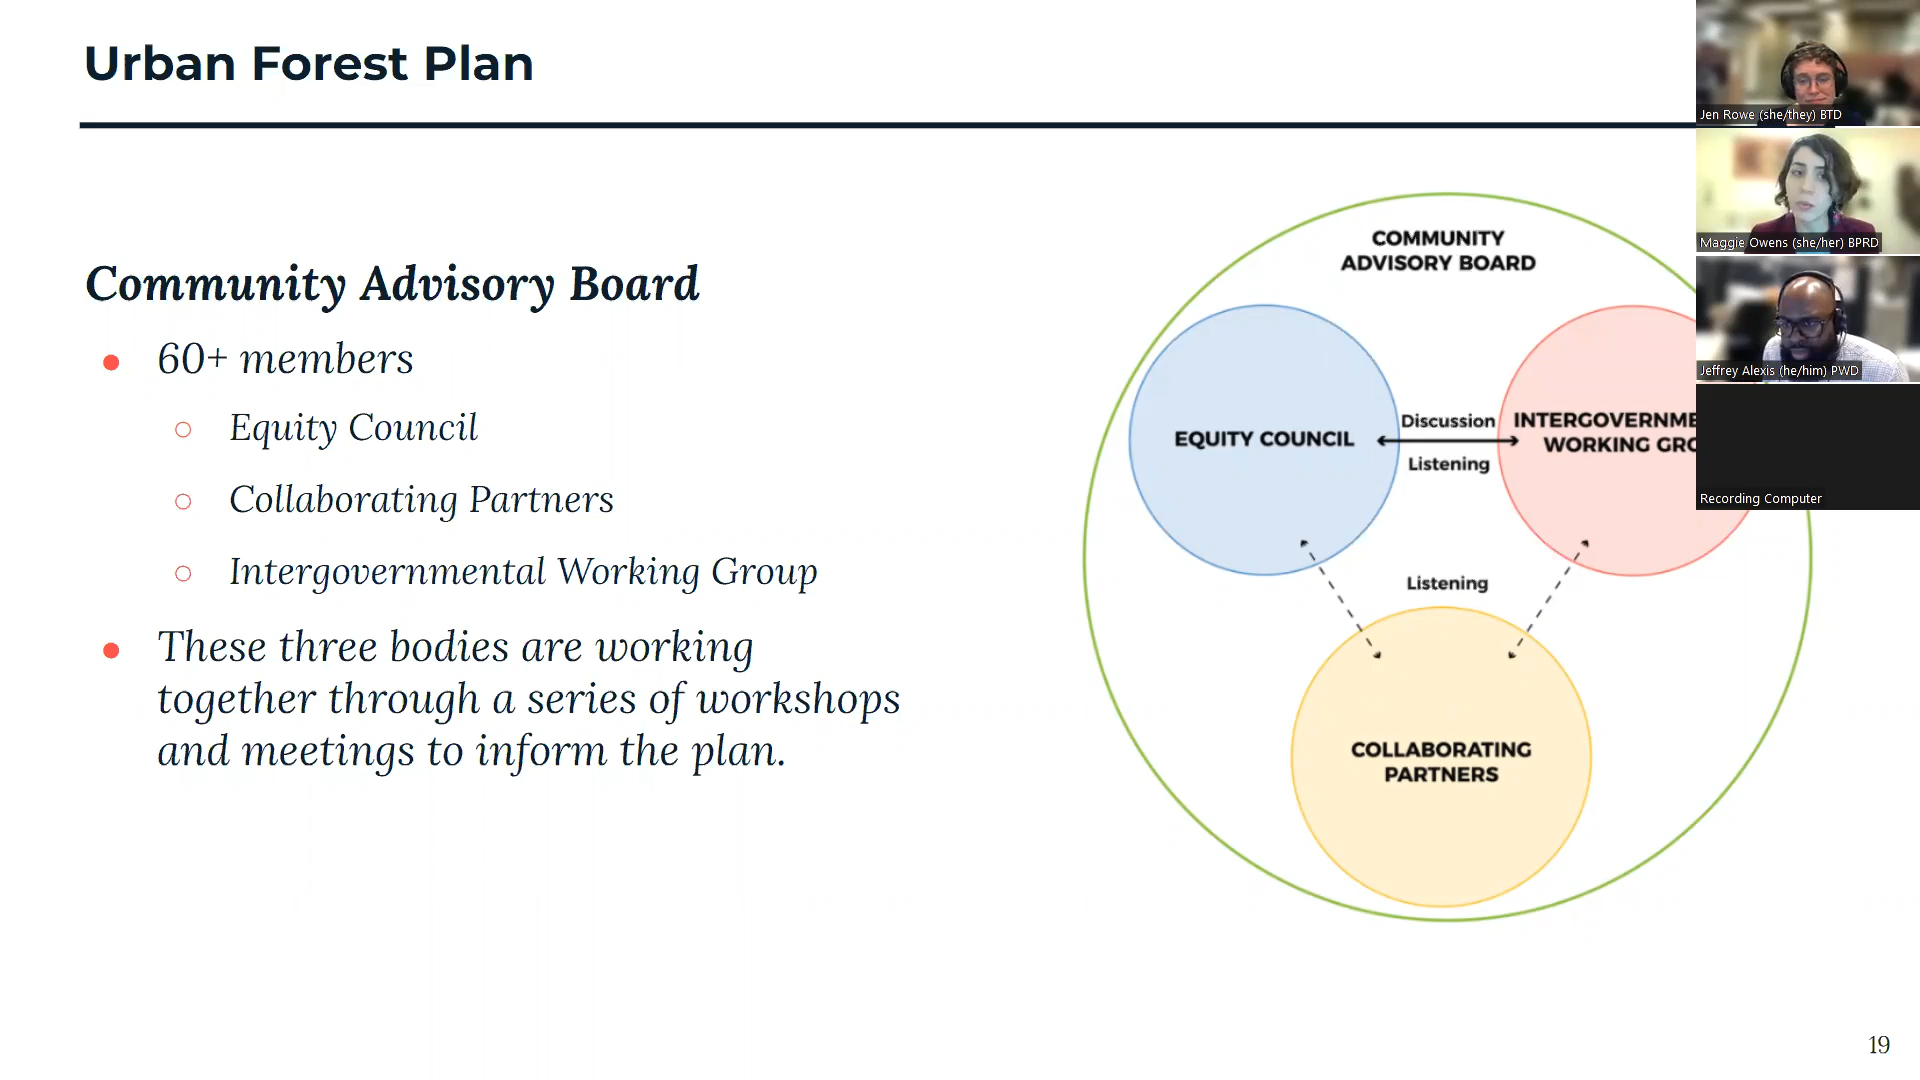 Urban Forest Plan
Community Advisory Board
60+ members
Equity Council
Collaborating Partners
Intergovernmental Working Group
These three bodies are working
together through a series of workshops
and meetings to inform the plan.
COMMUNITY
ADVISORY BOARD
EQUITY COUNCIL
Discussion
Listening
INTERGOVERNME
WORKING GRO
Listening
COLLABORATING
PARTNERS
Jen Rowe (she/they) BTD
Maggie Owens (she/her) BPRD
Jeffrey Alexis (he/him) PWD
Recording Computer
19